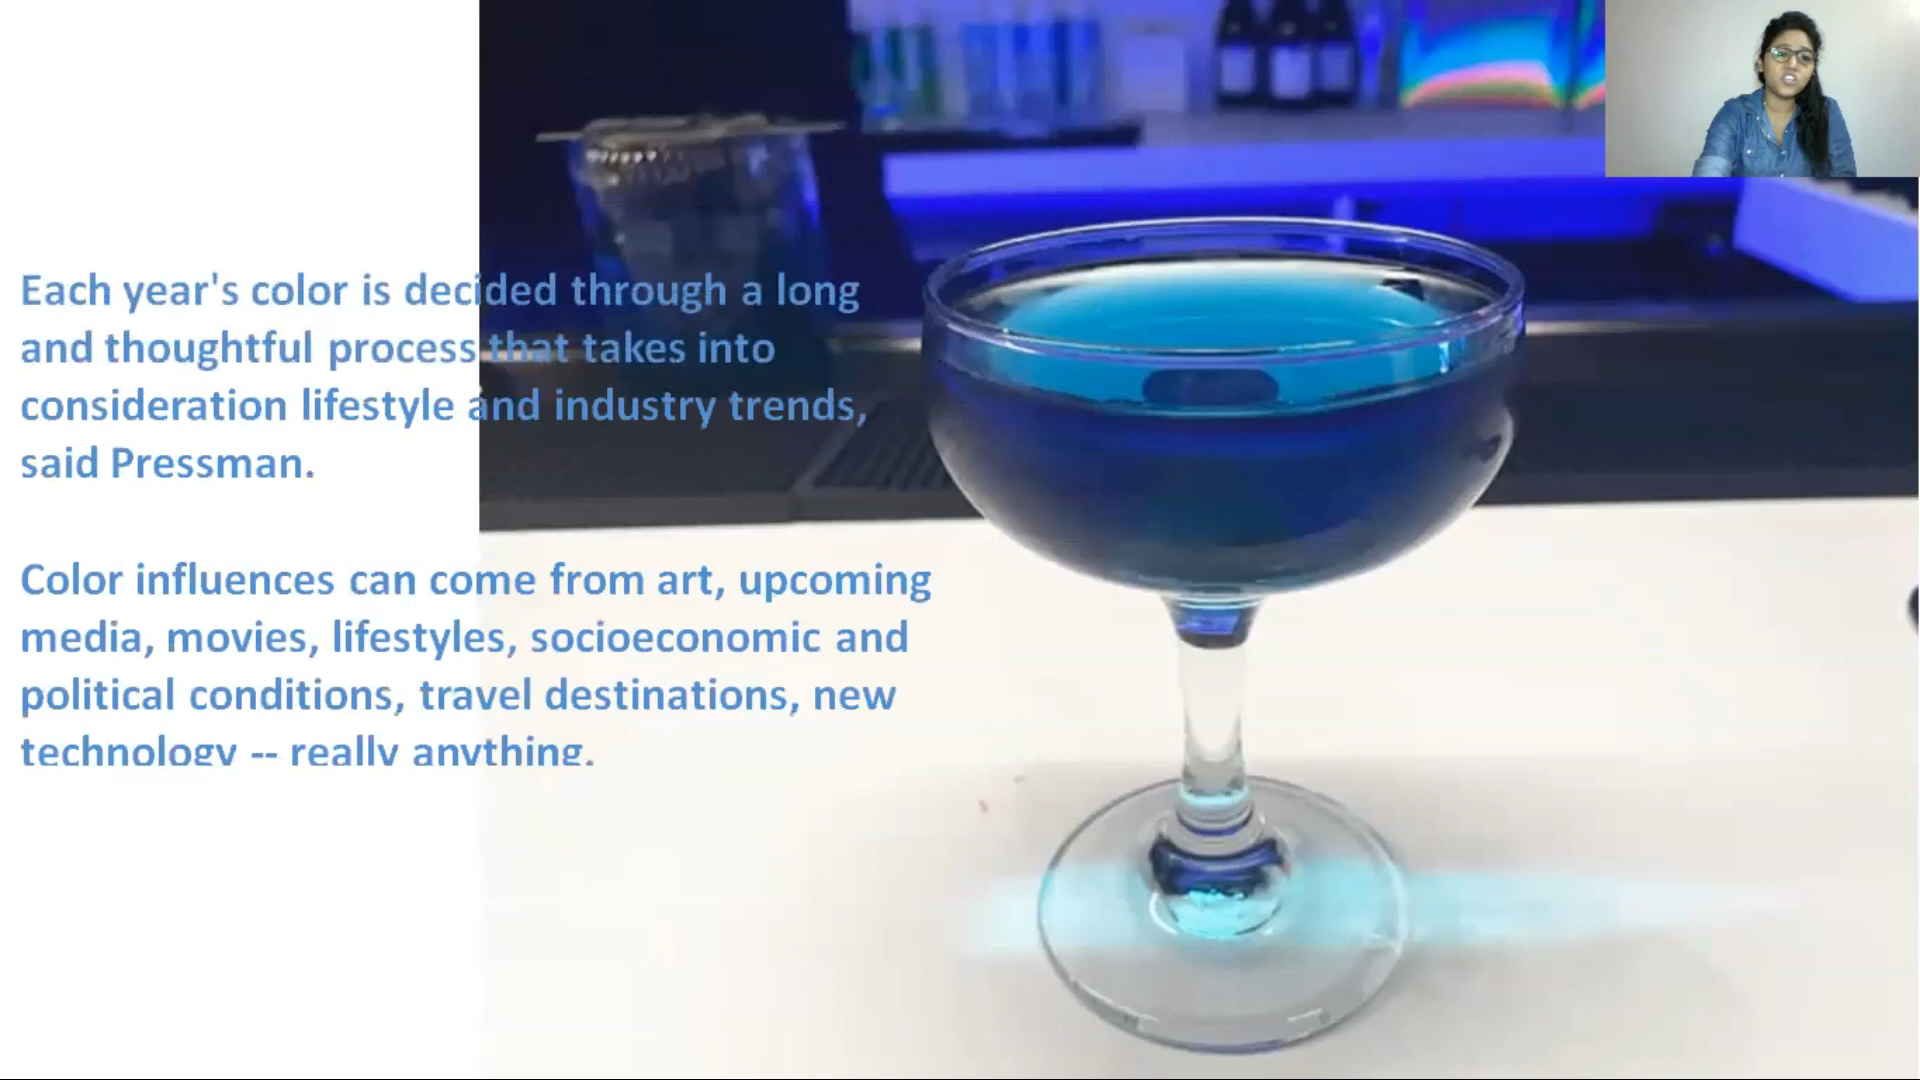 Each year's color is decided through a long
and thoughtful process that takes into
consideration lifestyle and industry trends,
said Pressman.
Color influences can come from art, upcoming
media, movies, lifestyles, socioeconomic and
political conditions, travel destinations, new
technology -- really anything.